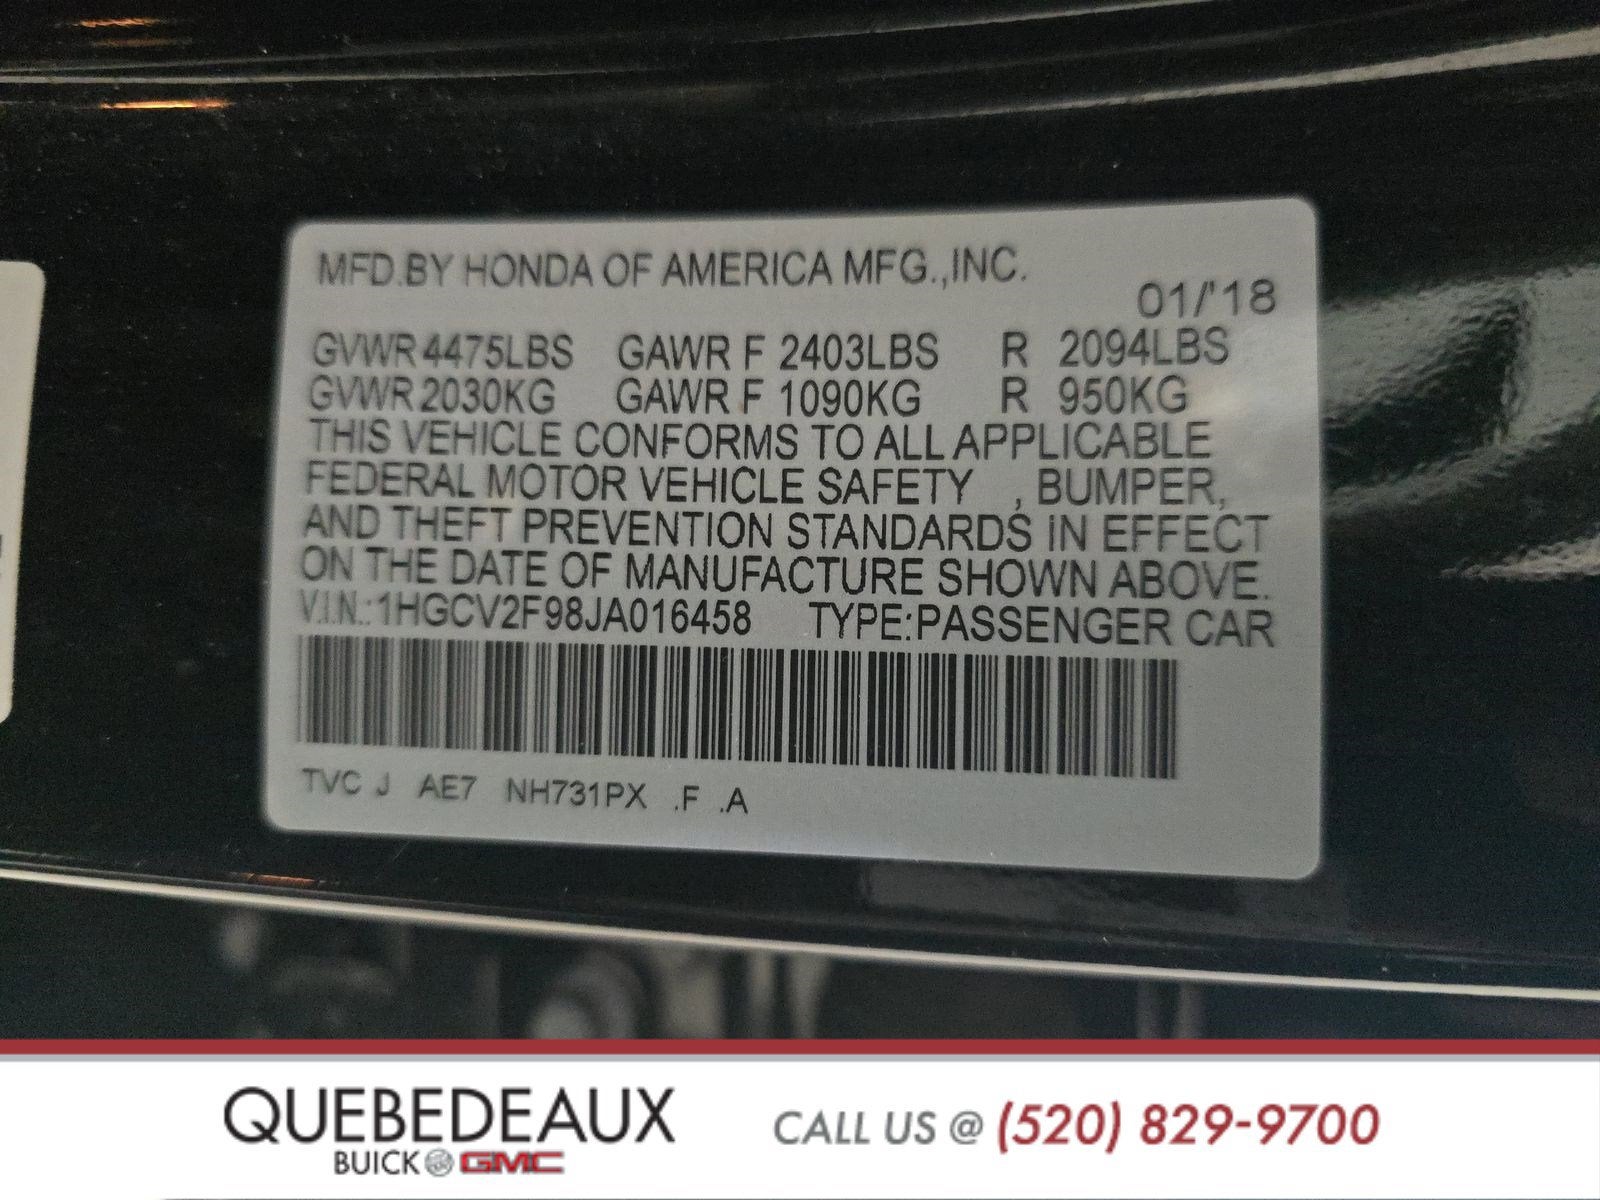 MFD.BY HONDA OF AMERICA MFG.,INC.
01/'18
GVWR 4475LBS GAWR F 2403LBS R 2094LBS
GVWR 2030KG GAWR F 1090KG R 950KG
THIS VEHICLE CONFORMS TO ALL APPLICABLE
FEDERAL MOTOR VEHICLE SAFETY , BUMPER,
AND THEFT PREVENTION STANDARDS IN EFFECT
ON THE DATE OF MANUFACTURE SHOWN ABOVE.
V.I.N.:1HGCV2F98JA016458 TYPE:PASSENGER CAR
TVC J AE7 NH731PX .F .A
QUEBEDEAUX
BUICK GMC
CALL US @ (520) 829-9700